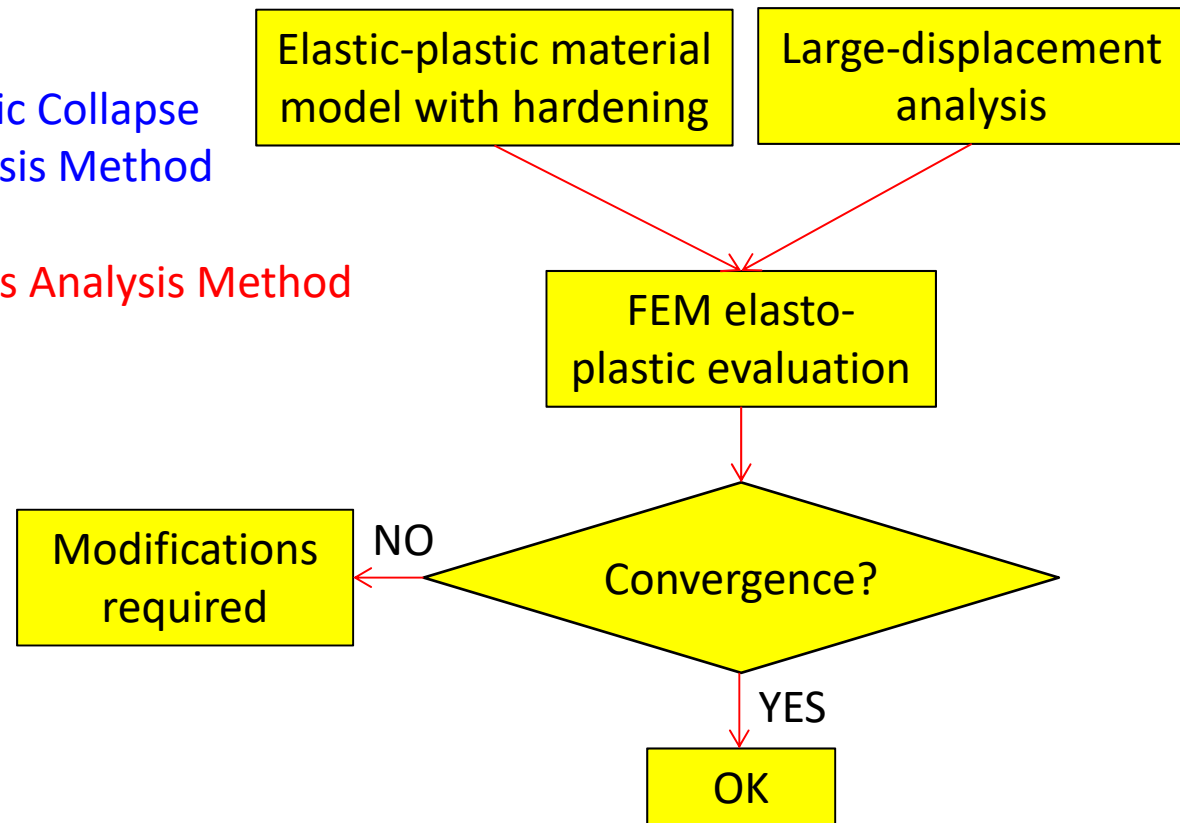 Elastic-plastic material
model with hardening
Large-displacement
analysis
ic Collapse
sis Method
s Analysis Method
FEM elasto-
plastic evaluation
Modifications
required
NO
Convergence?
YES
OK